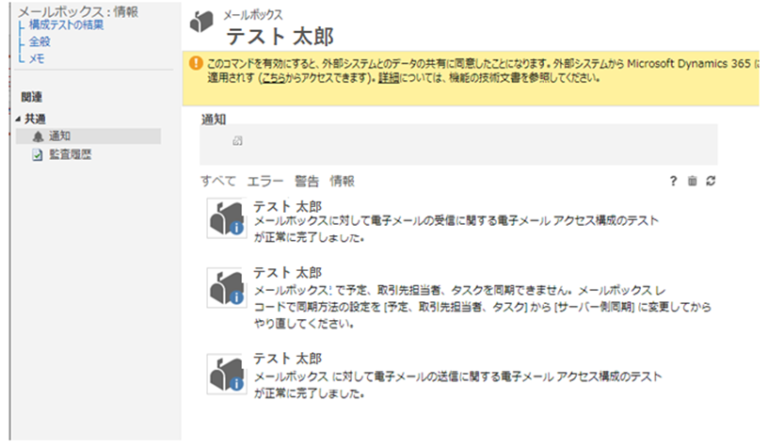 メールボックス : 情報
構成テストの結果
全般
メモ
関連
共通
通知
監査履歴
メールボックス
テスト 太郎
このコマンドを有効にすると、外部システムとのデータの共有に同意したことになります。外部システムから Microsoft Dynamics 365 に
適用されす (こちらからアクセスできます)。詳細については、機能の技術文書を参照してください。
通知
すべて エラー 警告 情報
テスト 太郎
メールボックスに対して電子メールの受信に関する電子メール アクセス構成のテスト
が正常に完了しました。
テスト 太郎
メールボックス: で予定、取引先担当者、タスクを同期できません。メールボックス レ
コードで同期方法の設定を [予定、取引先担当者、タスク] から [サーバー側同期] に変更してから
やり直してください。
テスト 太郎
メールボックス に対して電子メールの送信に関する電子メール アクセス構成のテスト
が正常に完了しました。